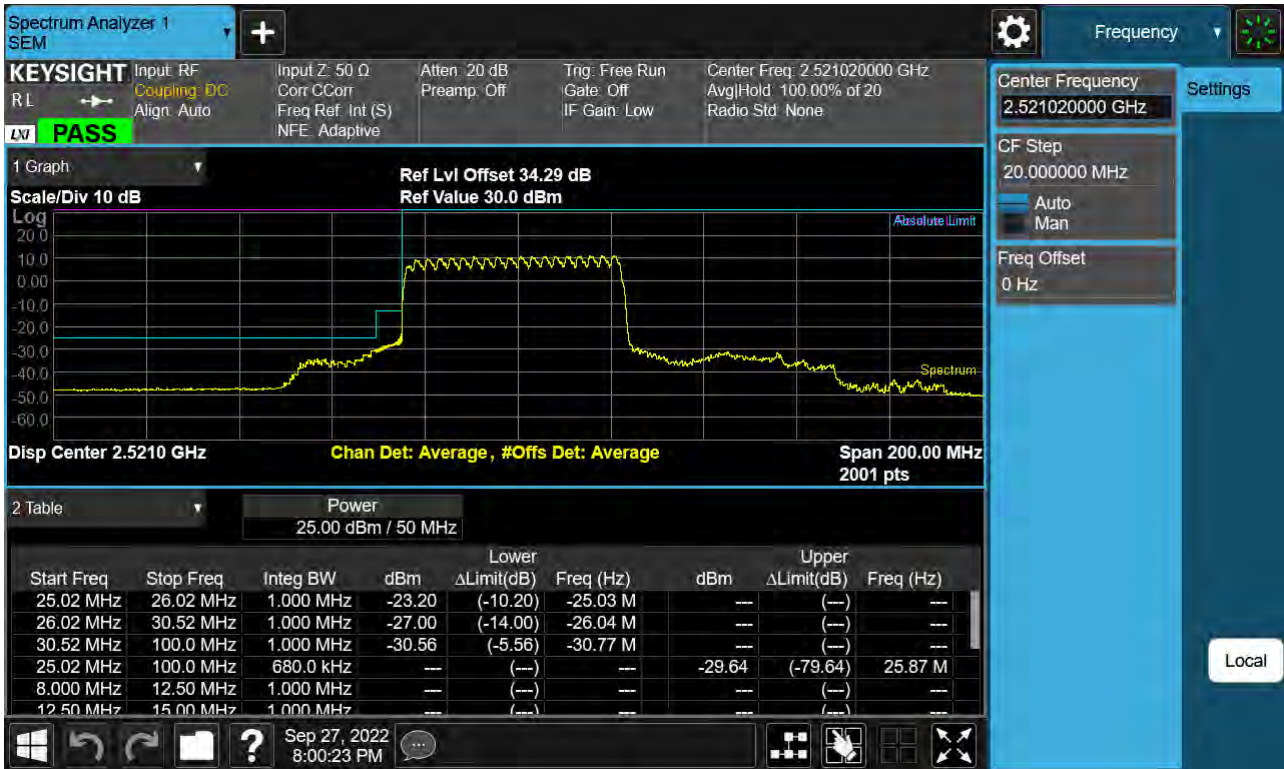 Spectrum Analyzer 1
SEM
Frequency
KEYSIGHT
RL
LXI PASS
Input: RF
Coupling: DC
Align: Auto
Input Z: 50 Ω
Corr CCorr
Freq Ref: Int (S)
NFE: Adaptive
Atten: 20 dB
Preamp: Off
Trig: Free Run
Gate: Off
IF Gain: Low
Center Freq: 2.521020000 GHz
Avg|Hold: 100.00% of 20
Radio Std: None
Center Frequency
2.521020000 GHz
Settings
CF Step
20.000000 MHz
Auto
Man
Freq Offset
0 Hz
Local
1 Graph
Scale/Div 10 dB
Ref Lvl Offset 34.29 dB
Ref Value 30.0 dBm
Log
20.0
10.0
0.00
-10.0
-20.0
-30.0
-40.0
-50.0
-60.0
Limit
Spectrum
Disp Center 2.5210 GHz
Chan Det: Average , #Offs Det: Average
Span 200.00 MHz
2001 pts
2 Table
Power
25.00 dBm / 50 MHz
Lower Upper
Start Freq Stop Freq Integ BW dBm ΔLimit(dB) Freq (Hz) dBm ΔLimit(dB) Freq (Hz)
25.02 MHz 26.02 MHz 1.000 MHz -23.20 (-10.20) -25.03 M --- (---) ---
26.02 MHz 30.52 MHz 1.000 MHz -27.00 (-14.00) -26.04 M --- (---) ---
30.52 MHz 100.0 MHz 1.000 MHz -30.56 (-5.56) -30.77 M --- (---) ---
25.02 MHz 100.0 MHz 680.0 kHz --- (---) --- -29.64 (-79.64) 25.87 M
8.000 MHz 12.50 MHz 1.000 MHz --- (---) --- --- (---) ---
12.50 MHz 15.00 MHz 1.000 MHz --- (---) --- --- (---) ---
?
Sep 27, 2022
8:00:23 PM